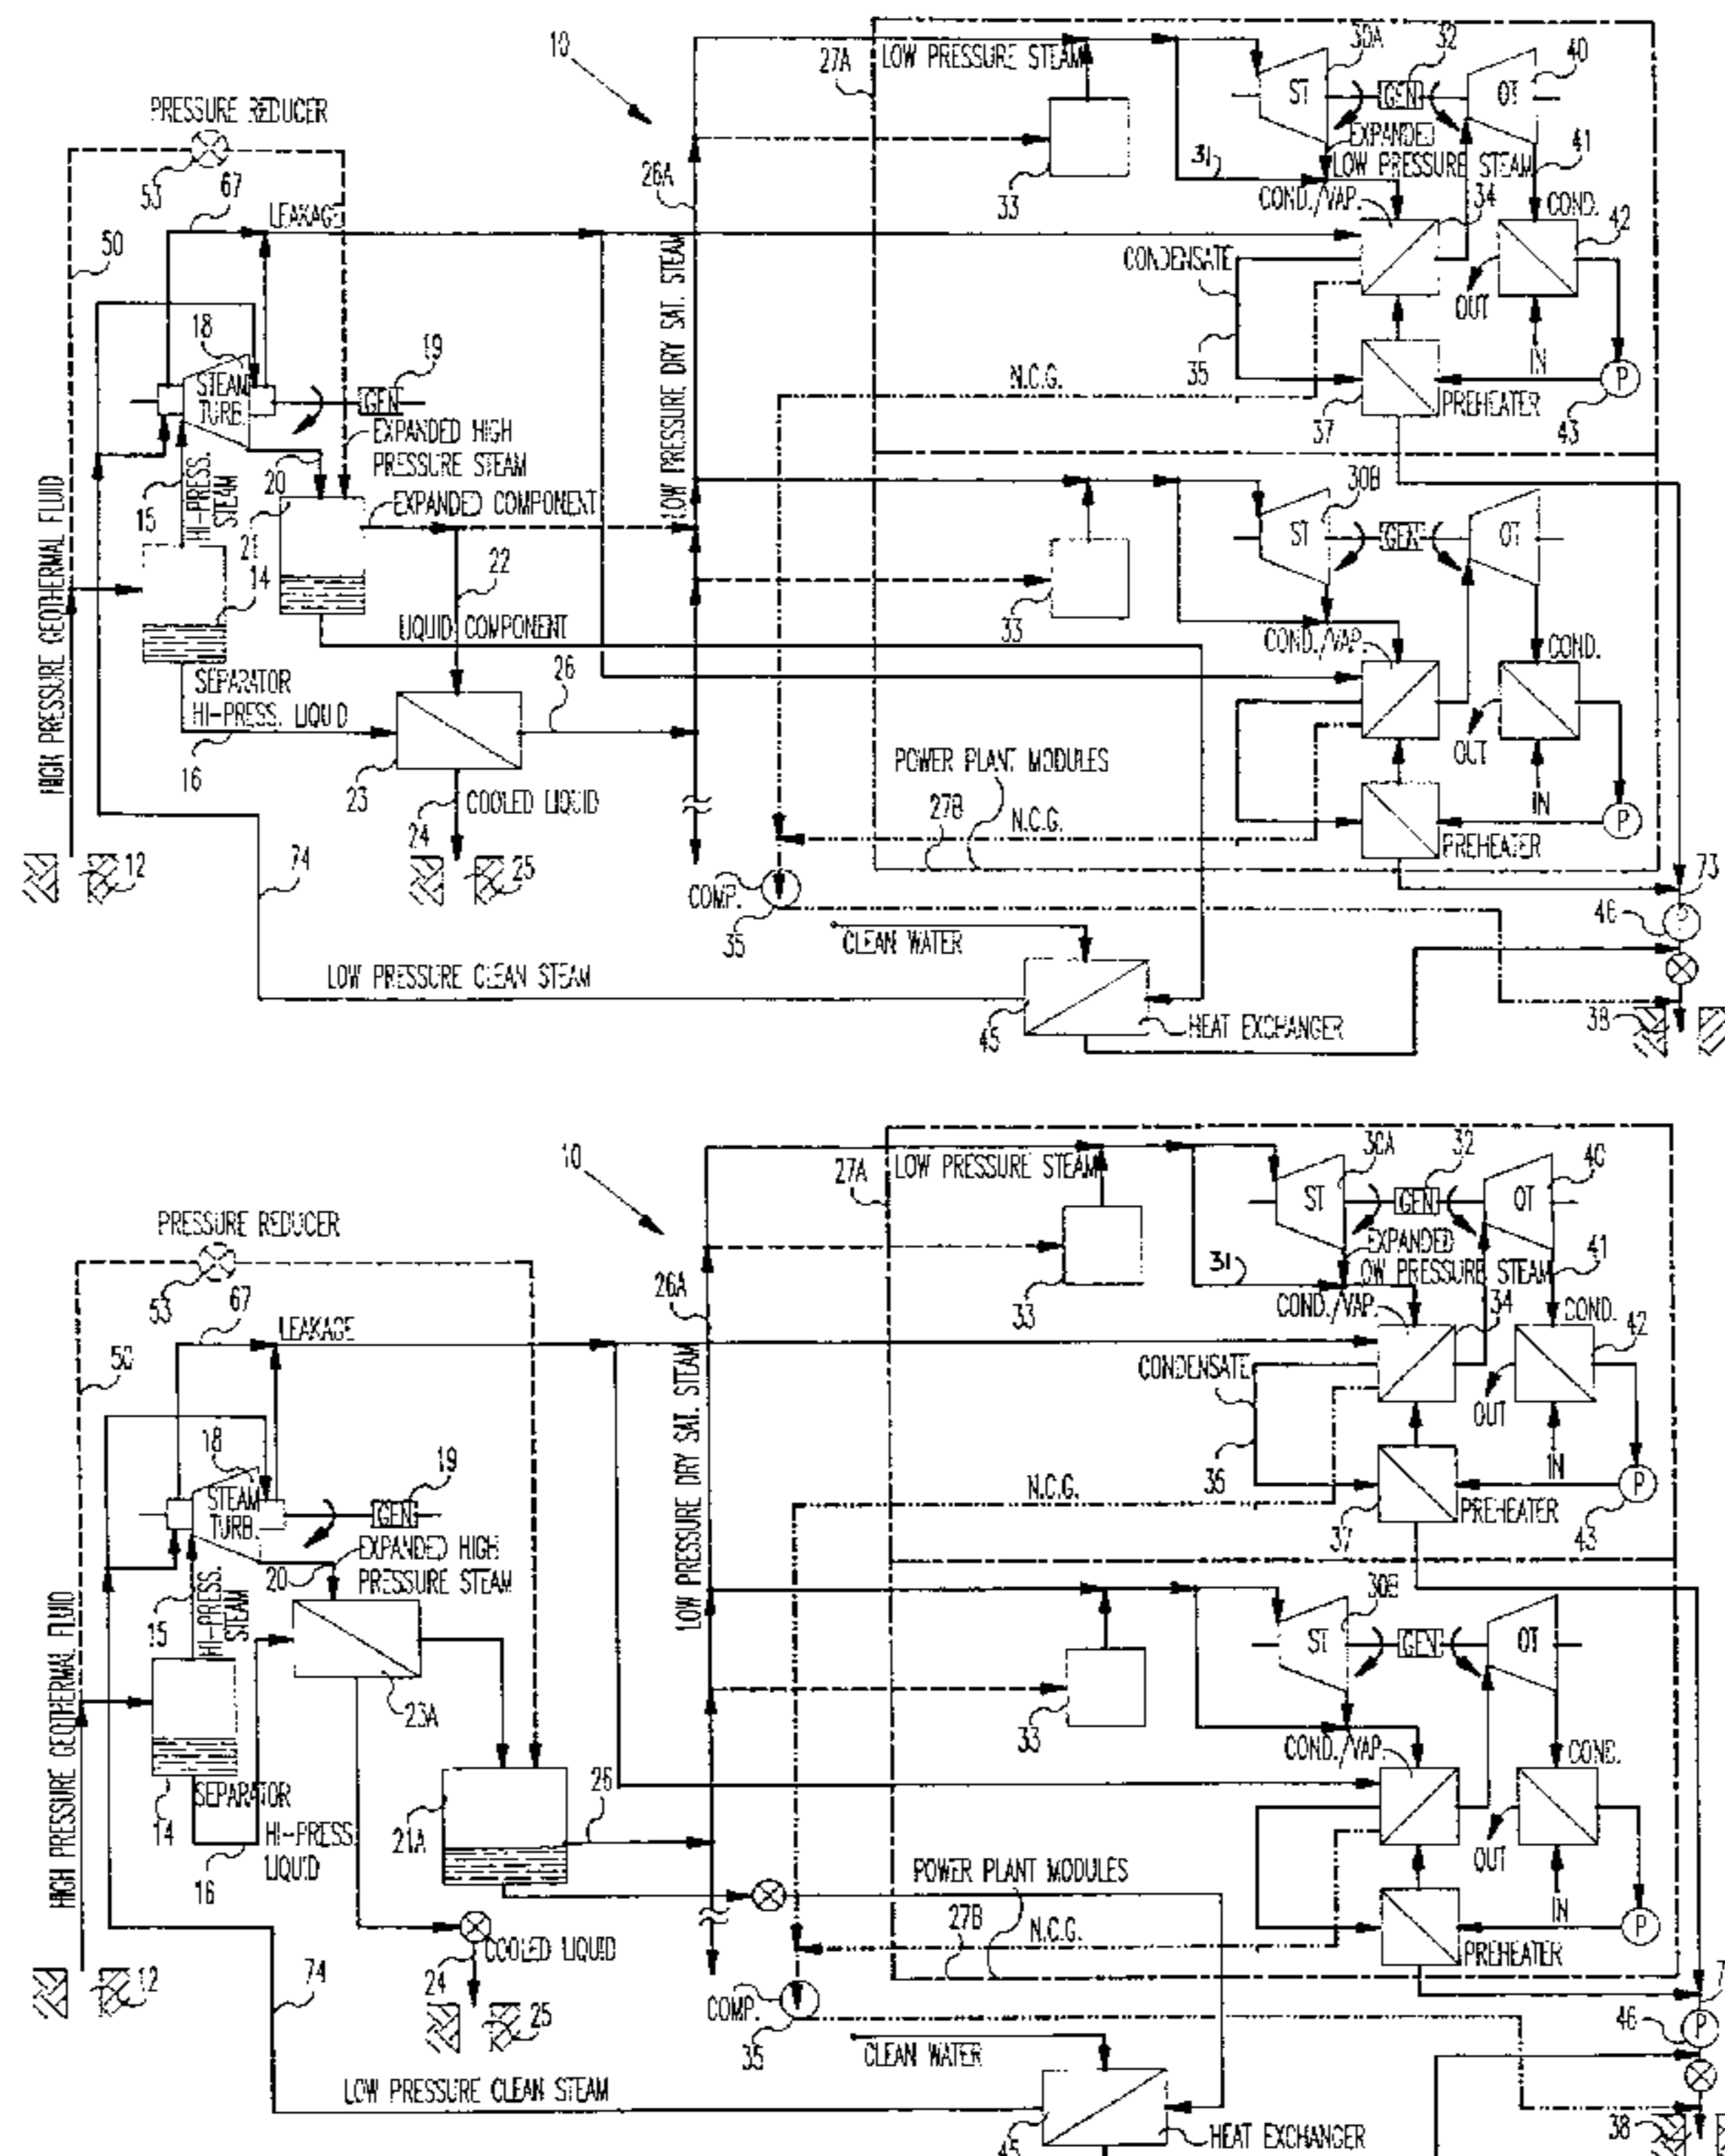 10
27A
LOW PRESSURE STEAM
30A
32
40
ST
GEN
OT
PRESSURE REDUCER
53
67
LEAKAGE
50
26A
33
31
EXPANDED
LOW PRESSURE STEAM
41
COND./VAP.
34
COND.
42
CONDENSATE
OUT
IN
35
P
43
PREHEATER
37
N.C.G.
18
STEAM
TURB.
19
GEN
EXPANDED HIGH
PRESSURE STEAM
20
LOW PRESSURE DRY SAT. STEAM
HIGH PRESSURE GEOTHERMAL FLUID
15
HI-PRESS.
STEAM
21
14
EXPANDED COMPONENT
22
LIQUID COMPONENT
SEPARATOR
HI-PRESS. LIQUID
16
26
23
24
COOLED LIQUID
12
25
74
30B
ST
GEN
OT
33
COND./VAP.
COND.
OUT
IN
P
PREHEATER
POWER PLANT MODULES
27B
N.C.G.
COMP.
35
CLEAN WATER
LOW PRESSURE CLEAN STEAM
45
HEAT EXCHANGER
73
46
38
10
27A
LOW PRESSURE STEAM
30A
32
40
ST
GEN
OT
PRESSURE REDUCER
53
67
LEAKAGE
50
26A
33
31
EXPANDED
OW PRESSURE STEAM
41
COND./VAP.
34
COND.
42
CONDENSATE
OUT
IN
35
P
43
PREHEATER
37
N.C.G.
18
STEAM
TURB.
19
GEN
EXPANDED HIGH
PRESSURE STEAM
20
LOW PRESSURE DRY SAT. STEAM
HIGH PRESSURE GEOTHERMAL FLUID
15
HI-PRESS.
STEAM
23A
SEPARATOR
14
HI-PRESS
LIQUID
16
21A
26
24
COOLED LIQUID
12
25
74
30B
ST
GEN
OT
33
COND./VAP.
COND.
OUT
IN
P
PREHEATER
POWER PLANT MODULES
27B
N.C.G.
COMP.
35
CLEAN WATER
LOW PRESSURE CLEAN STEAM
45
HEAT EXCHANGER
46
P
38